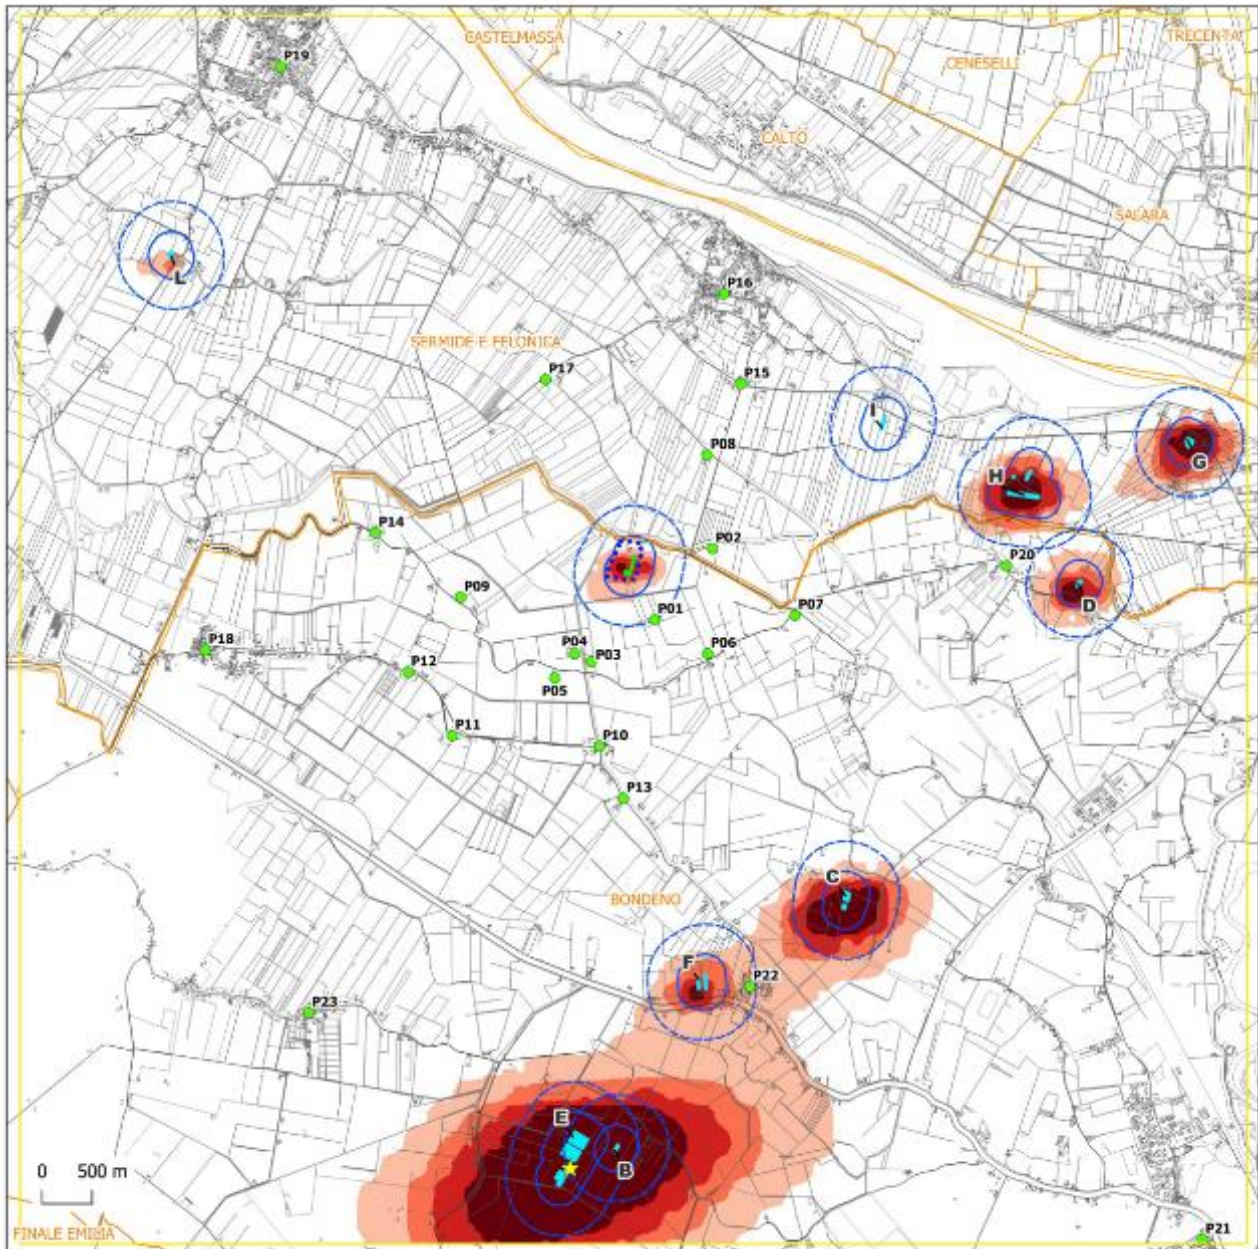 CASTELMASSA
TRECENTA
P19
CENESELLI
CALTO
SALARA
L
P16
SERMIDE E FELONICA
P17
P15
I
G
H
P08
P14
P02
P20
P09
D
P01
P07
P18
P04
P03
P06
P12
P05
P11
P10
P13
C
BONDENO
F
P22
P23
E
B
0 500 m
FINALE EMILIA
P21